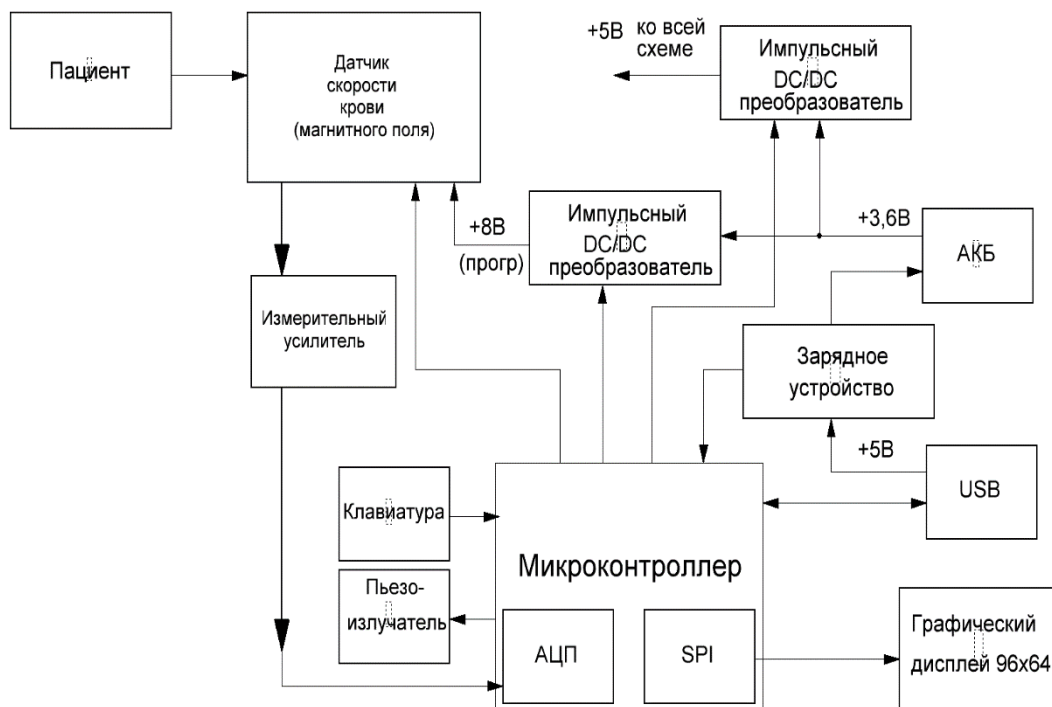 Пациент
Датчик
скорости
крови
(магнитного поля)
+5В
ко всей
схеме
Импульсный
DC/DC
преобразователь
+8В
(прогр)
Импульсный
DC/DC
преобразователь
+3,6В
АКБ
Измерительный
усилитель
Зарядное
устройство
+5В
USB
Клавиатура
Микроконтроллер
Пьезо-
излучатель
АЦП
SPI
Графический
дисплей 96х64